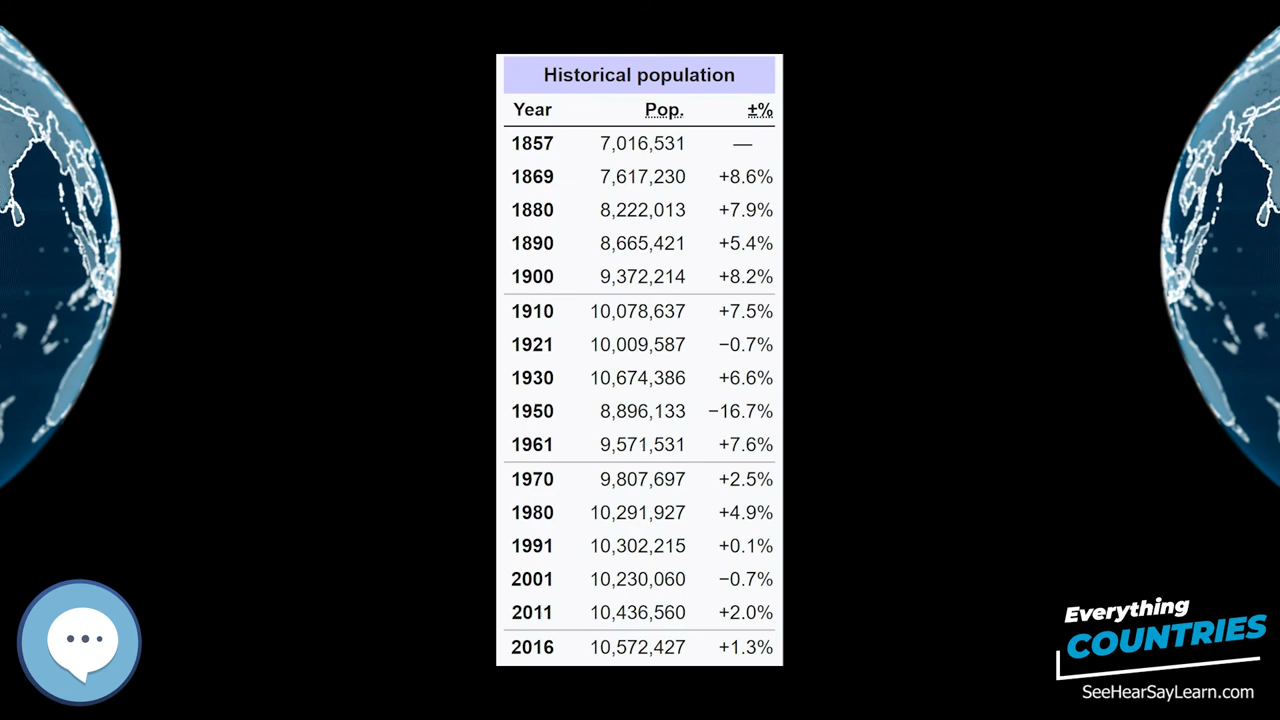 Historical population
Year Pop. ±%
1857 7,016,531 —
1869 7,617,230 +8.6%
1880 8,222,013 +7.9%
1890 8,665,421 +5.4%
1900 9,372,214 +8.2%
1910 10,078,637 +7.5%
1921 10,009,587 −0.7%
1930 10,674,386 +6.6%
1950 8,896,133 −16.7%
1961 9,571,531 +7.6%
1970 9,807,697 +2.5%
1980 10,291,927 +4.9%
1991 10,302,215 +0.1%
2001 10,230,060 −0.7%
2011 10,436,560 +2.0%
2016 10,572,427 +1.3%
Everything
COUNTRIES
SeeHearSayLearn.com